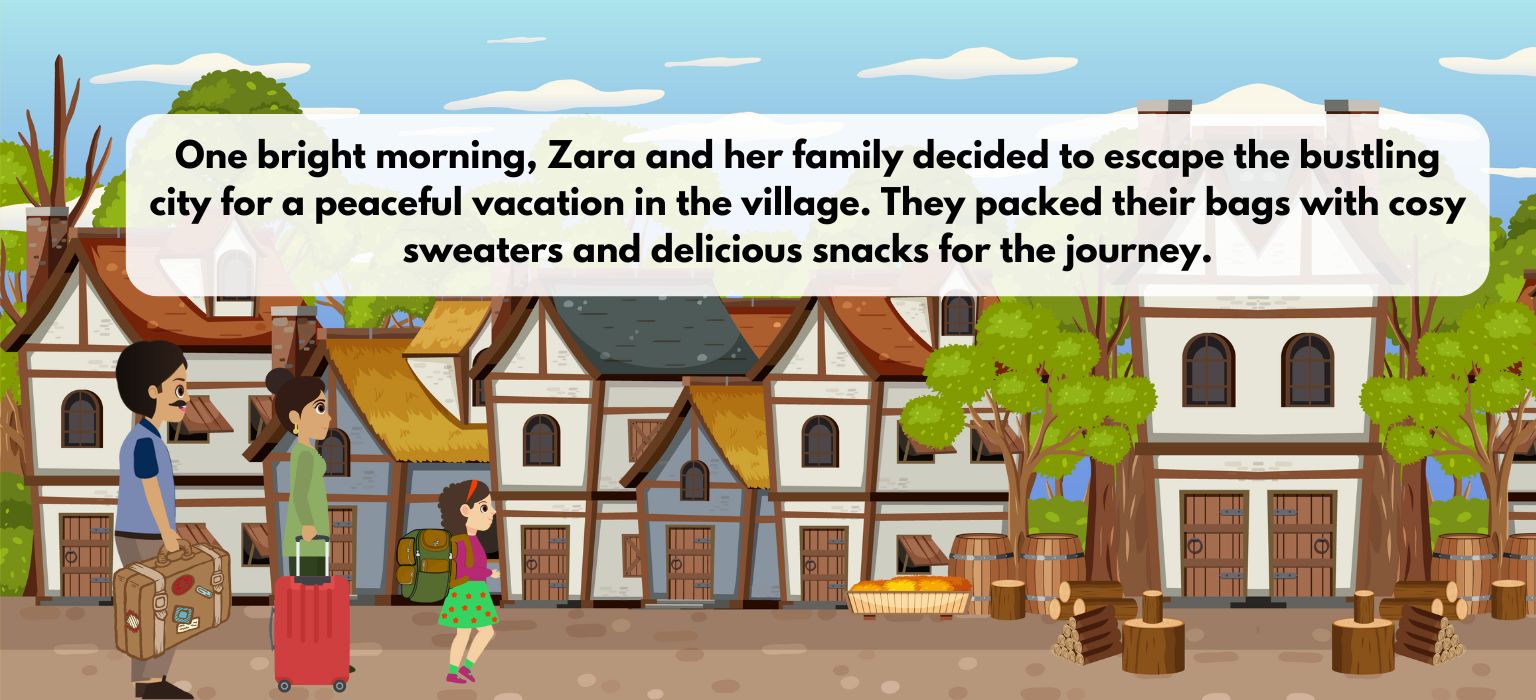 One bright morning, Zara and her family decided to escape the bustling
city for a peaceful vacation in the village. They packed their bags with cosy
sweaters and delicious snacks for the journey.